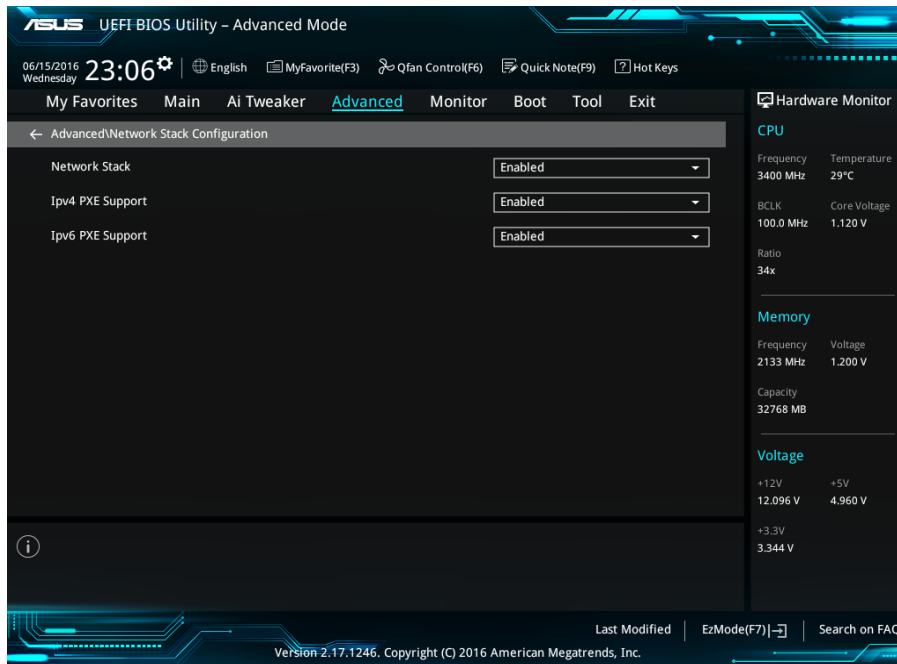 ASUS UEFI BIOS Utility – Advanced Mode
06/15/2016 Wednesday 23:06 English MyFavorite(F3) Qfan Control(F6) Quick Note(F9) ? Hot Keys
My Favorites Main Ai Tweaker Advanced Monitor Boot Tool Exit
← Advanced\Network Stack Configuration
Network Stack Enabled
Ipv4 PXE Support Enabled
Ipv6 PXE Support Enabled
Hardware Monitor
CPU
Frequency Temperature
3400 MHz 29°C
BCLK Core Voltage
100.0 MHz 1.120 V
Ratio
34x
Memory
Frequency Voltage
2133 MHz 1.200 V
Capacity
32768 MB
Voltage
+12V +5V
12.096 V 4.960 V
+3.3V
3.344 V
i
Last Modified EzMode(F7) Search on FAQ
Version 2.17.1246. Copyright (C) 2016 American Megatrends, Inc.